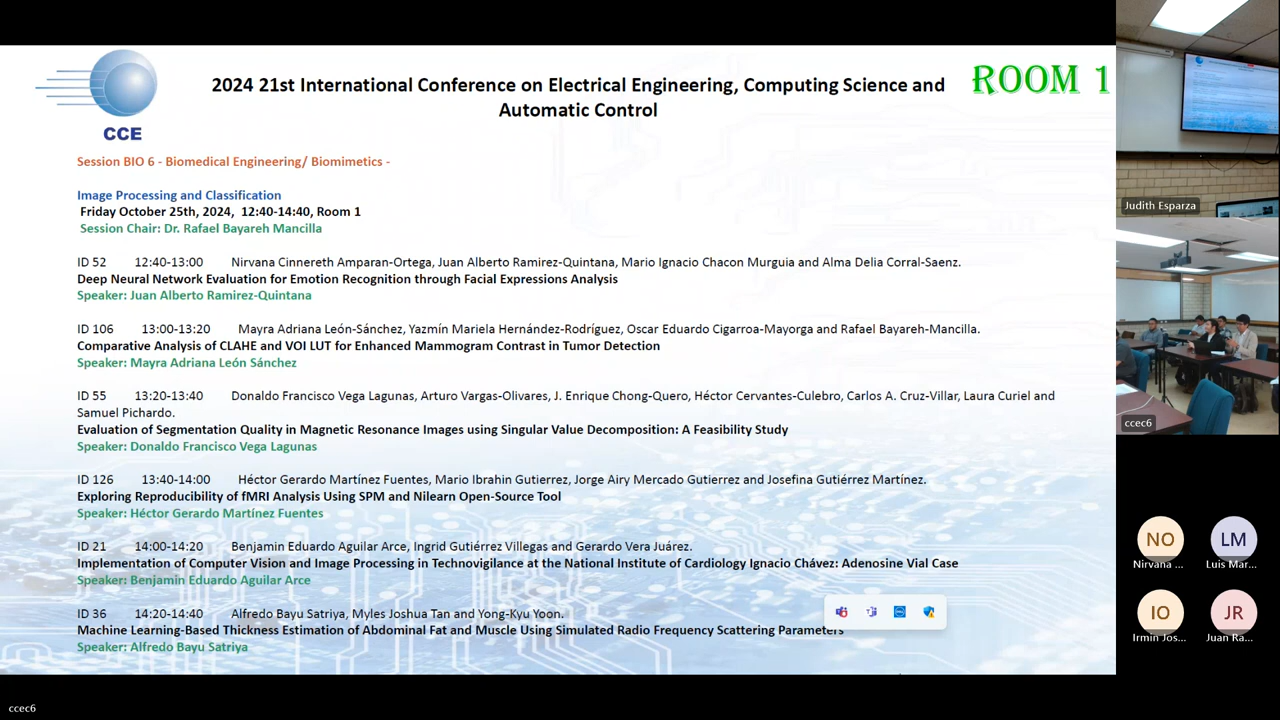 2024 21st International Conference on Electrical Engineering, Computing Science and
Automatic Control
ROOM 1
CCE
Session BIO 6 - Biomedical Engineering/ Biomimetics -
Image Processing and Classification
Friday October 25th, 2024, 12:40-14:40, Room 1
Session Chair: Dr. Rafael Bayareh Mancilla
ID 52 12:40-13:00 Nirvana Cinnereth Amparan-Ortega, Juan Alberto Ramirez-Quintana, Mario Ignacio Chacon Murguia and Alma Delia Corral-Saenz.
Deep Neural Network Evaluation for Emotion Recognition through Facial Expressions Analysis
Speaker: Juan Alberto Ramirez-Quintana
ID 106 13:00-13:20 Mayra Adriana León-Sánchez, Yazmín Mariela Hernández-Rodríguez, Oscar Eduardo Cigarroa-Mayorga and Rafael Bayareh-Mancilla.
Comparative Analysis of CLAHE and VOI LUT for Enhanced Mammogram Contrast in Tumor Detection
Speaker: Mayra Adriana León Sánchez
ID 55 13:20-13:40 Donaldo Francisco Vega Lagunas, Arturo Vargas-Olivares, J. Enrique Chong-Quero, Héctor Cervantes-Culebro, Carlos A. Cruz-Villar, Laura Curiel and
Samuel Pichardo.
Evaluation of Segmentation Quality in Magnetic Resonance Images using Singular Value Decomposition: A Feasibility Study
Speaker: Donaldo Francisco Vega Lagunas
ID 126 13:40-14:00 Héctor Gerardo Martínez Fuentes, Mario Ibrahin Gutierrez, Jorge Airy Mercado Gutierrez and Josefina Gutiérrez Martínez.
Exploring Reproducibility of fMRI Analysis Using SPM and Nilearn Open-Source Tool
Speaker: Héctor Gerardo Martínez Fuentes
ID 21 14:00-14:20 Benjamin Eduardo Aguilar Arce, Ingrid Gutiérrez Villegas and Gerardo Vera Juárez.
Implementation of Computer Vision and Image Processing in Technovigilance at the National Institute of Cardiology Ignacio Chávez: Adenosine Vial Case
Speaker: Benjamin Eduardo Aguilar Arce
ID 36 14:20-14:40 Alfredo Bayu Satriya, Myles Joshua Tan and Yong-Kyu Yoon.
Machine Learning-Based Thickness Estimation of Abdominal Fat and Muscle Using Simulated Radio Frequency Scattering Parameters
Speaker: Alfredo Bayu Satriya
Judith Esparza
ccec6
NO
LM
Nirvana ...
Luis Mar...
IO
JR
Irmin Jos...
Juan Ra...
ccec6